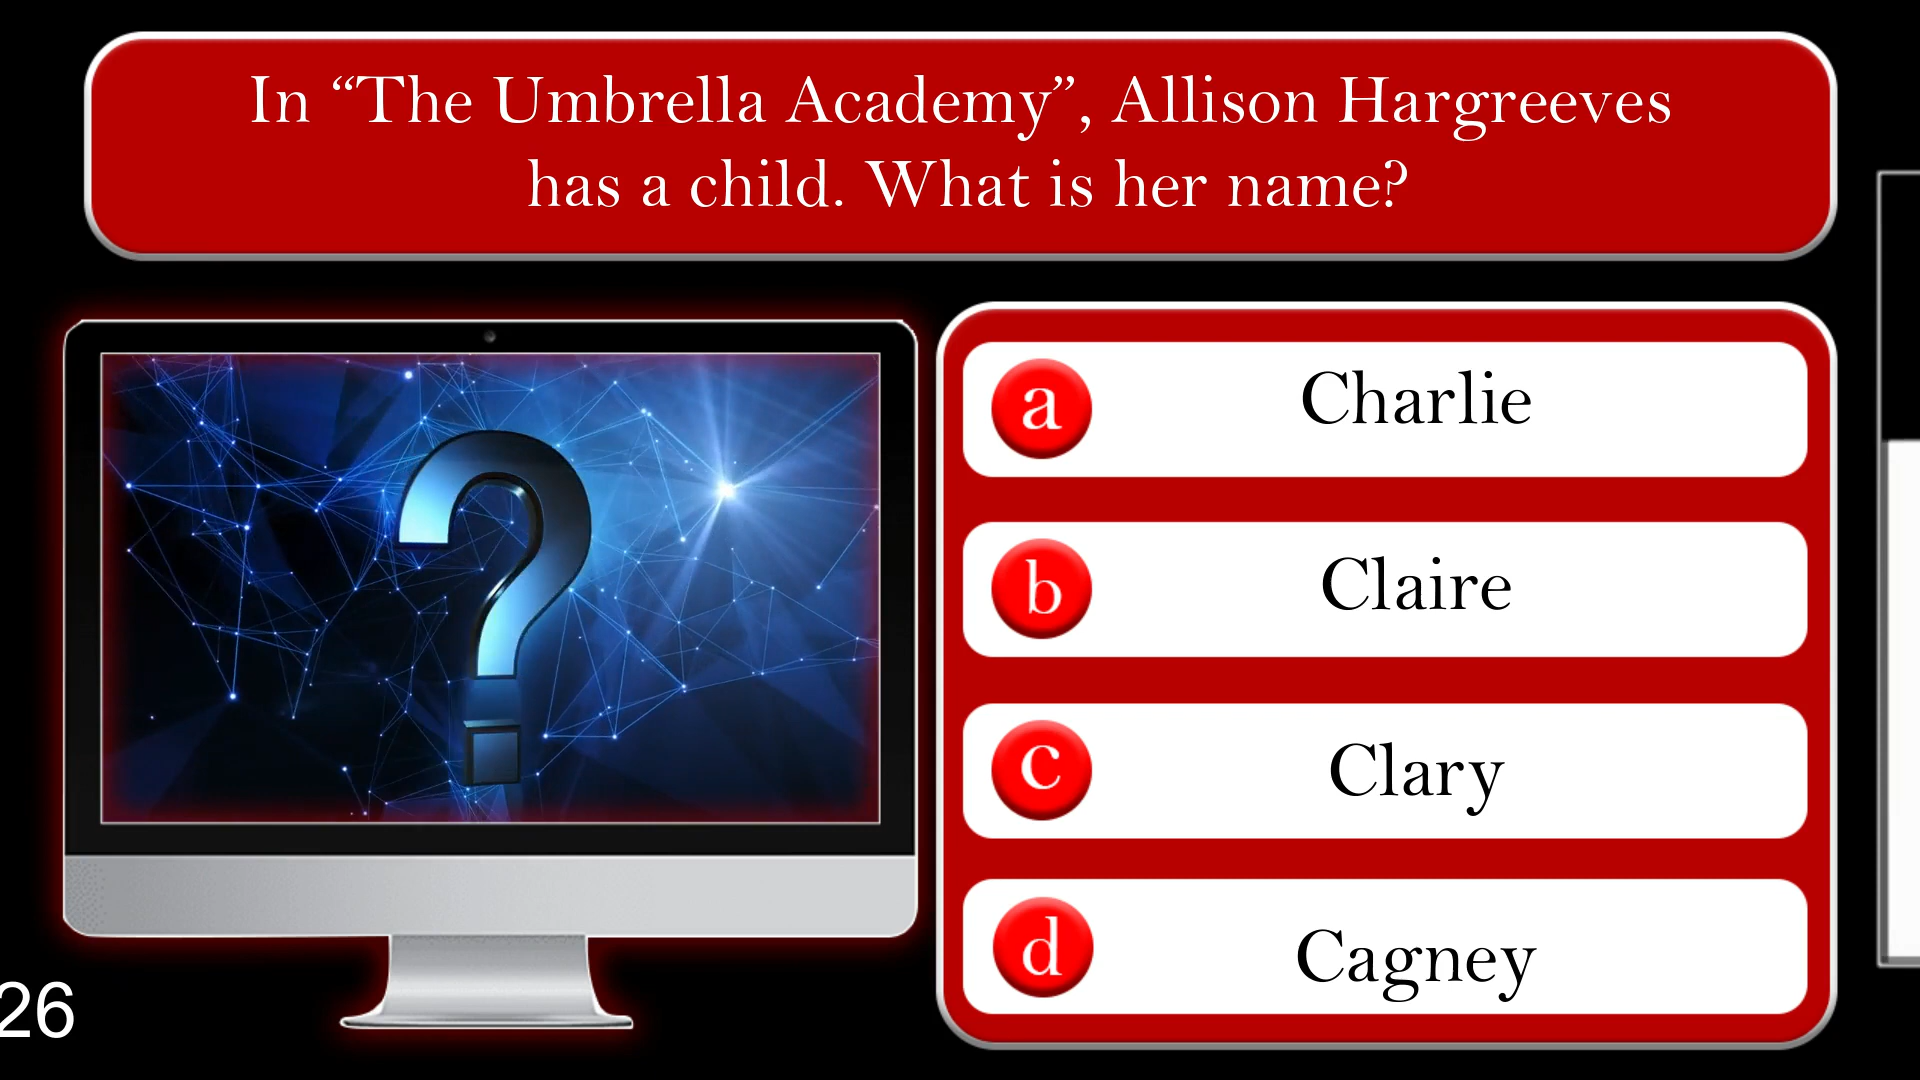 In “The Umbrella Academy”, Allison Hargreeves
has a child. What is her name?
a Charlie
b Claire
c Clary
d Cagney
26